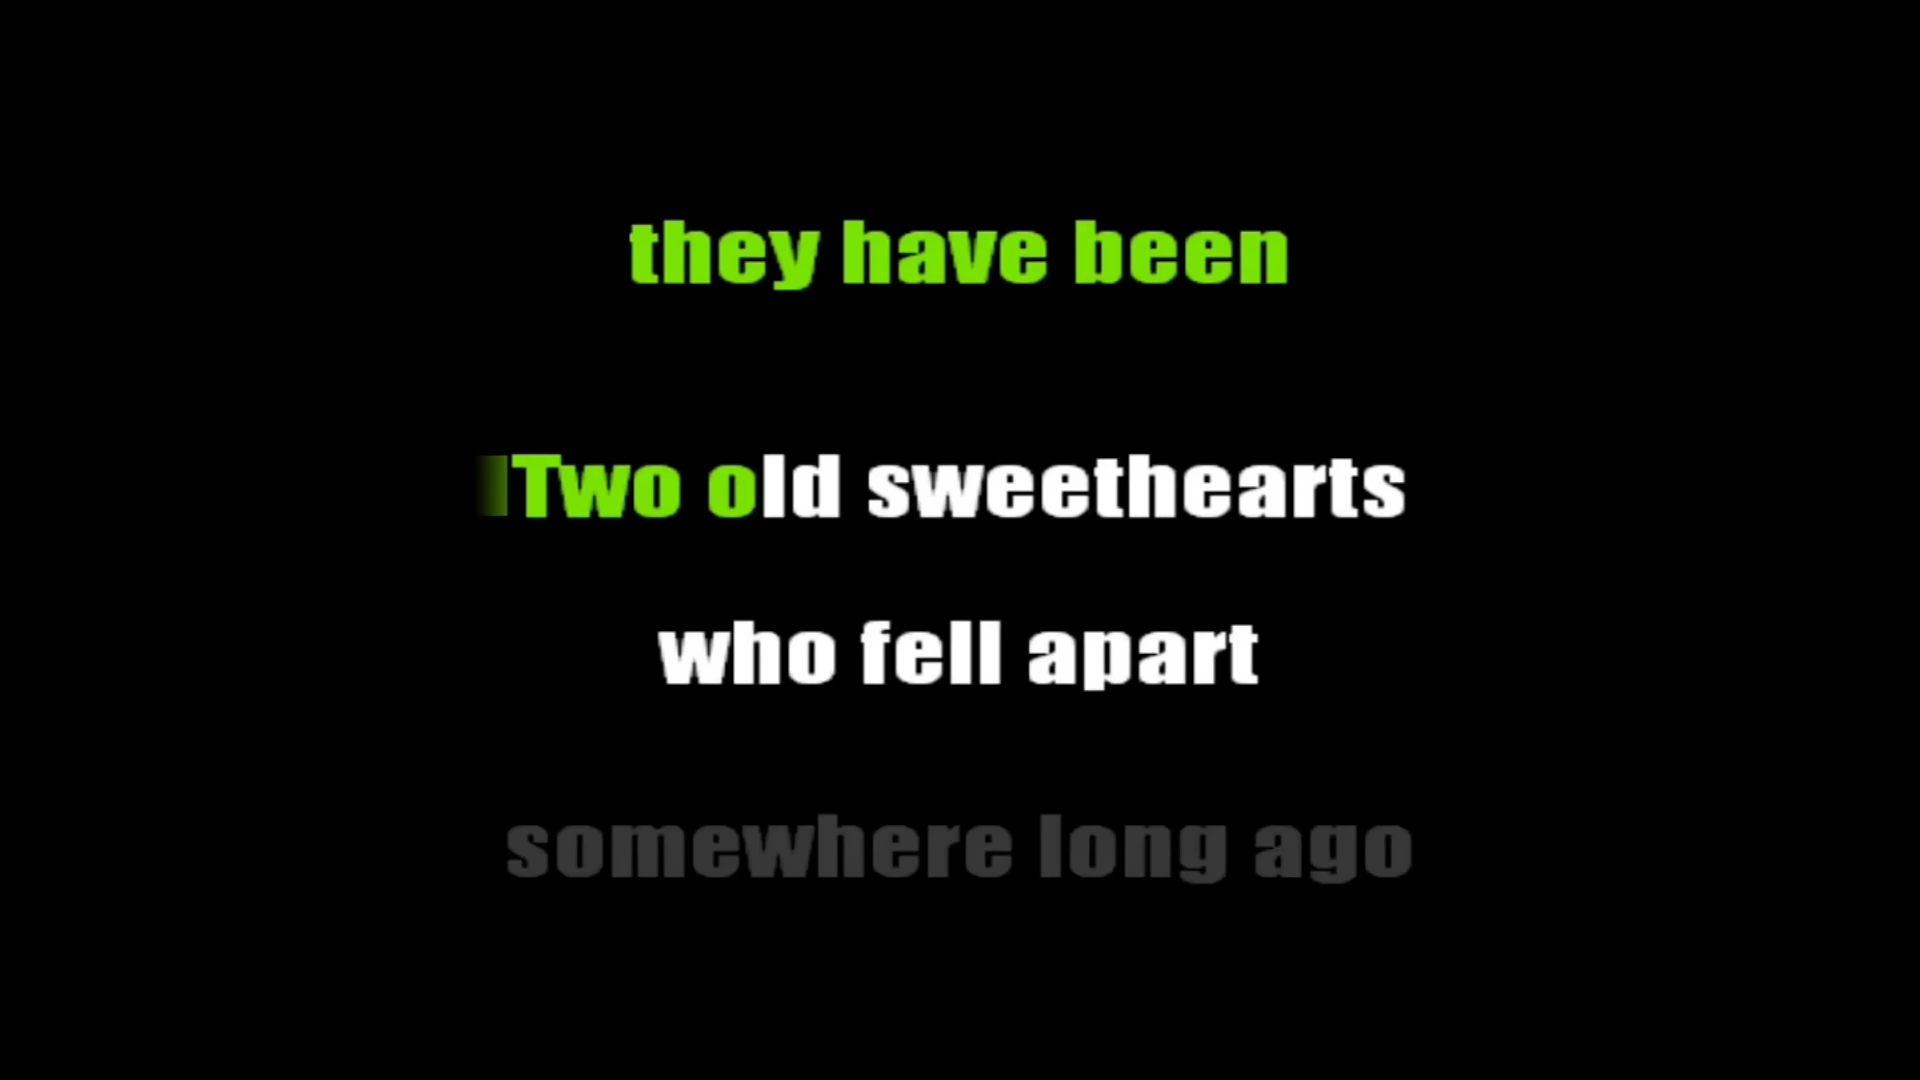 they have been
Two old sweethearts
who fell apart
somewhere long ago